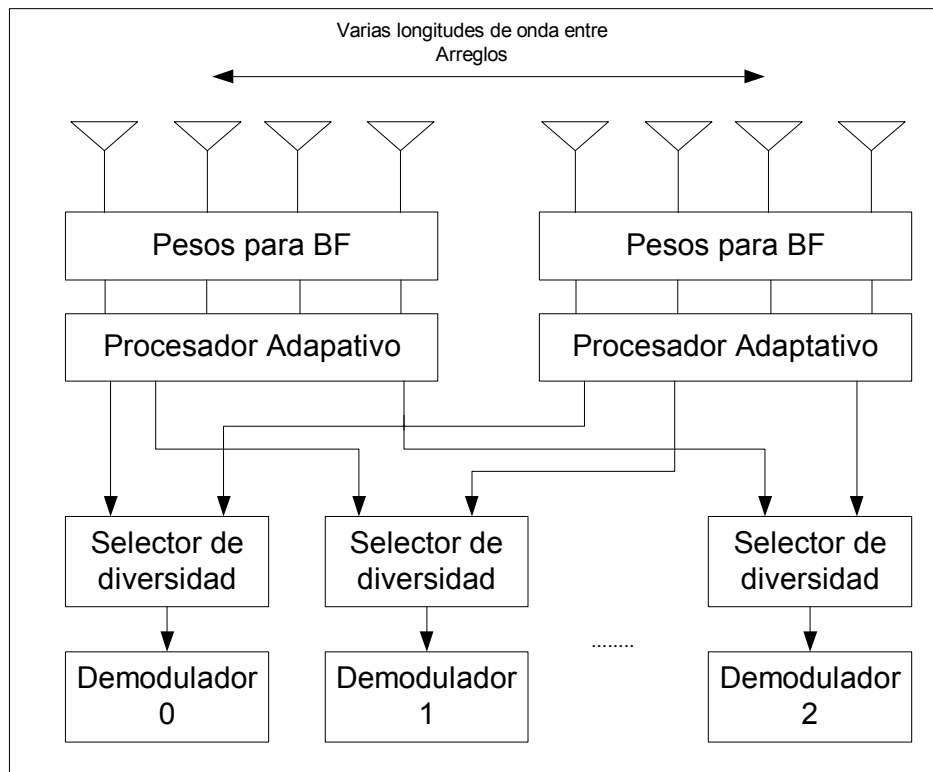 Varias longitudes de onda entre
Arreglos
Pesos para BF
Pesos para BF
Procesador Adapativo
Procesador Adaptativo
Selector de
diversidad
Selector de
diversidad
Selector de
diversidad
........
Demodulador
0
Demodulador
1
Demodulador
2